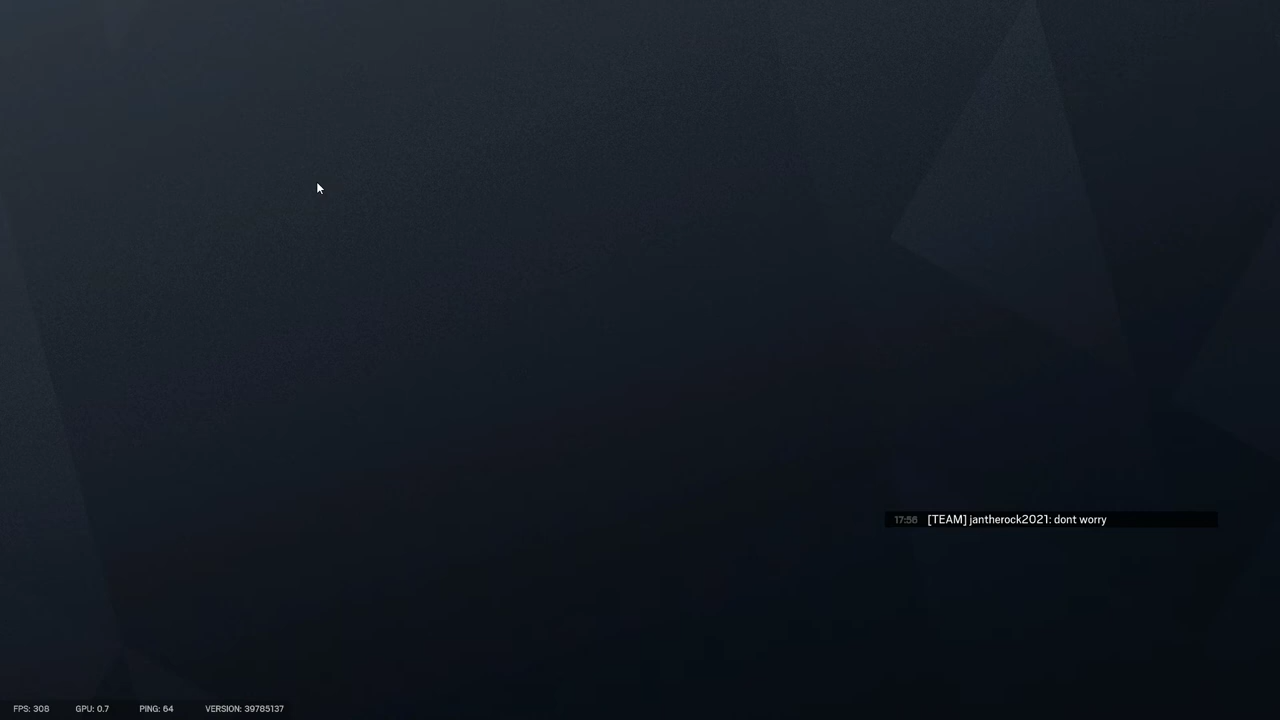 17:56 [TEAM] jantherock2021: dont worry
FPS: 308 GPU: 0.7 PING: 64 VERSION: 39785137